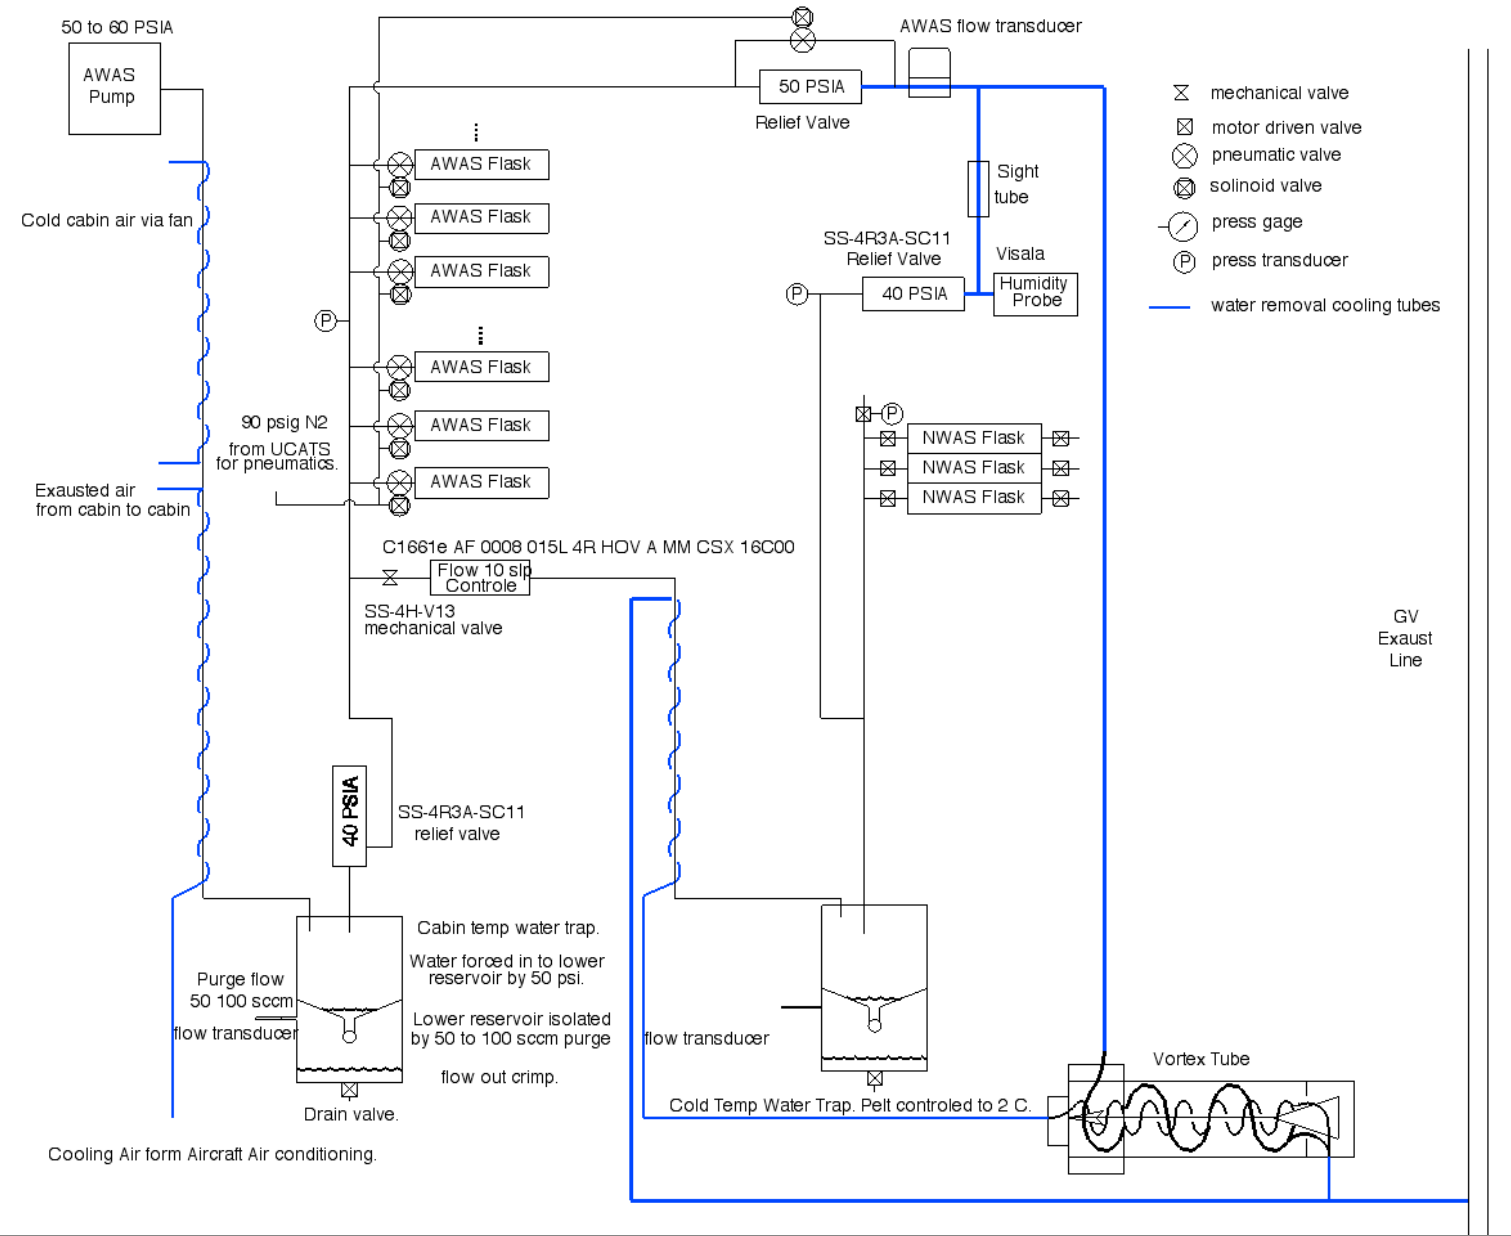 50 to 60 PSIA
AWAS
Pump
Cold cabin air via fan
Exausted air
from cabin to cabin
90 psig N2
from UCATS
for pneumatics.
AWAS Flask
AWAS Flask
AWAS Flask
P
AWAS Flask
AWAS Flask
AWAS Flask
50 PSIA
Relief Valve
AWAS flow transducer
Sight
tube
SS-4R3A-SC11
Relief Valve
Visala
P
40 PSIA
Humidity
Probe
P
NWAS Flask
NWAS Flask
NWAS Flask
mechanical valve
motor driven valve
pneumatic valve
solinoid valve
press gage
P
press transducer
water removal cooling tubes
C1661e AF 0008 015L 4R HOV A MM CSX 16C00
Flow 10 slp
Controle
SS-4H-V13
mechanical valve
GV
Exaust
Line
40 PSIA
SS-4R3A-SC11
relief valve
Cabin temp water trap.
Water forced in to lower
reservoir by 50 psi.
Purge flow
50 100 sccm
flow transducer
Lower reservoir isolated
by 50 to 100 sccm purge
flow out crimp.
Drain valve.
flow transducer
Vortex Tube
Cold Temp Water Trap. Pelt controled to 2 C.
Cooling Air form Aircraft Air conditioning.